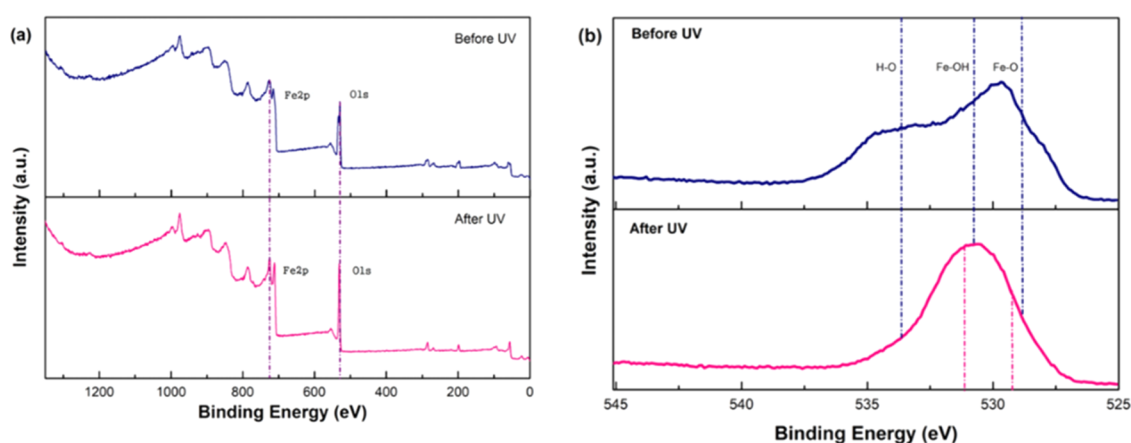 (a)
Before UV
Fe2p
O1s
After UV
Fe2p
O1s
Intensity (a.u.)
1200 1000 800 600 400 200 0
Binding Energy (eV)
(b)
Before UV
H-O
Fe-OH
Fe-O
After UV
Intensity (a.u.)
545 540 535 530 525
Binding Energy (eV)